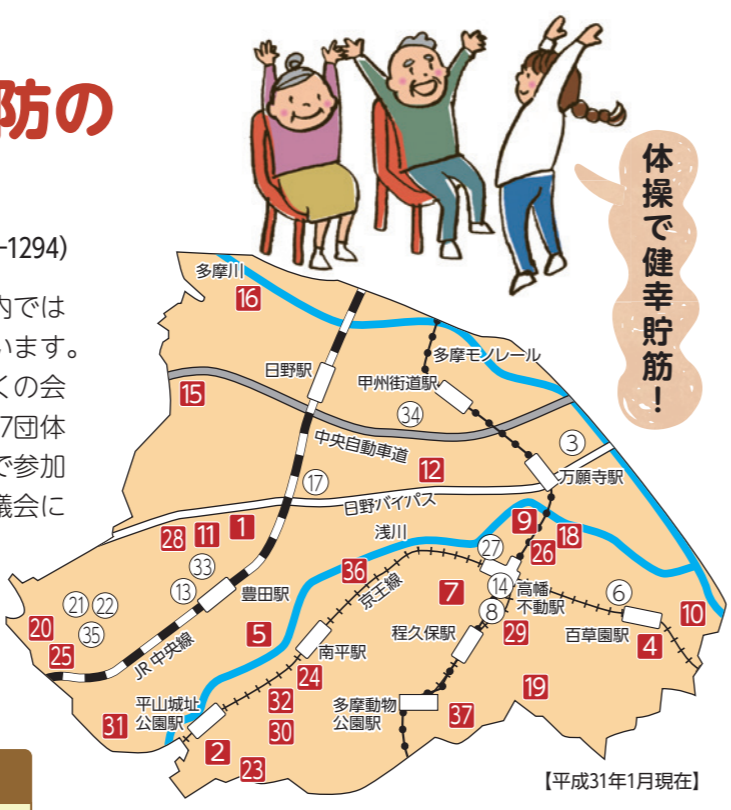 防の
-1294)
内では
います。
くの会
7団体
で参加
議会に
体操で健幸貯筋！
多摩川
16
日野駅
多摩モノレール
甲州街道駅
15
34
中央自動車道
3
12
万願寺駅
17
日野バイパス
28 11 1
浅川
9
18
26
27
33
36
京王線
13
豊田駅
7
14
高幡
不動駅
21 22
6
8
10
20
35
5
程久保駅
29
百草園駅
4
25
JR中央線
南平駅
24
平山城址
公園駅
32
多摩動物
公園駅
19
31
30
37
2
23
【平成31年1月現在】